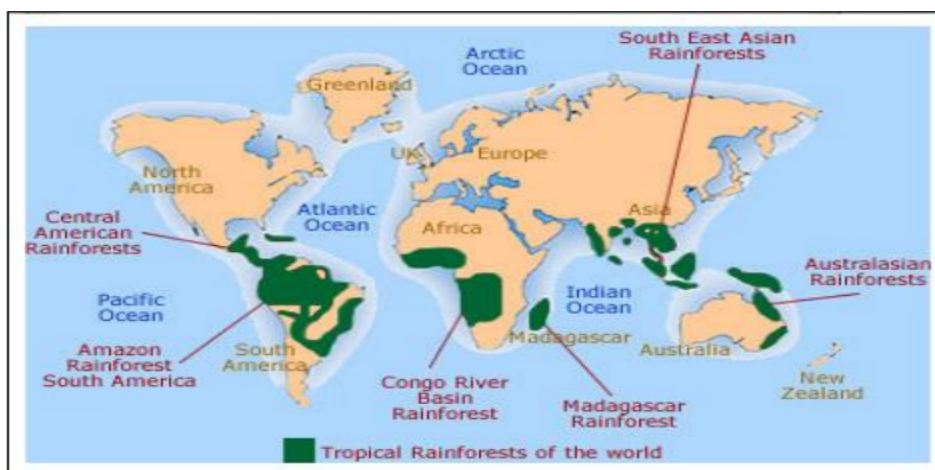 South East Asian
Rainforests
Arctic
Ocean
Greenland
UK
Europe
North
America
Central
American
Rainforests
Atlantic
Ocean
Africa
Asia
Australasian
Rainforests
Pacific
Ocean
Indian
Ocean
Madagascar
Australia
Amazon
Rainforest
South America
South
America
Congo River
Basin
Rainforest
Madagascar
Rainforest
New
Zealand
Tropical Rainforests of the world